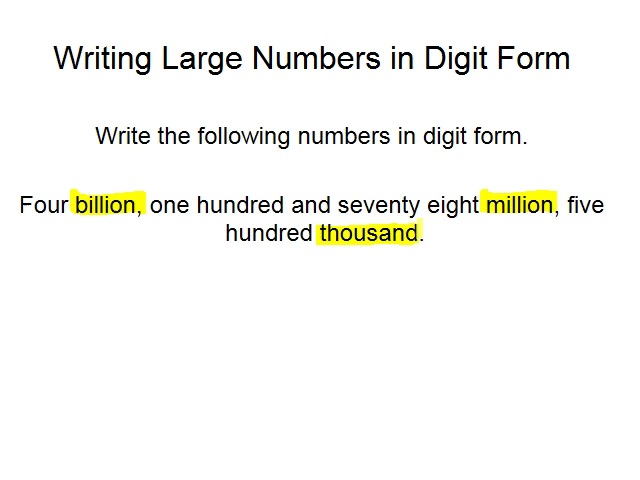 Writing Large Numbers in Digit Form
Write the following numbers in digit form.
Four billion, one hundred and seventy eight million, five
hundred thousand.